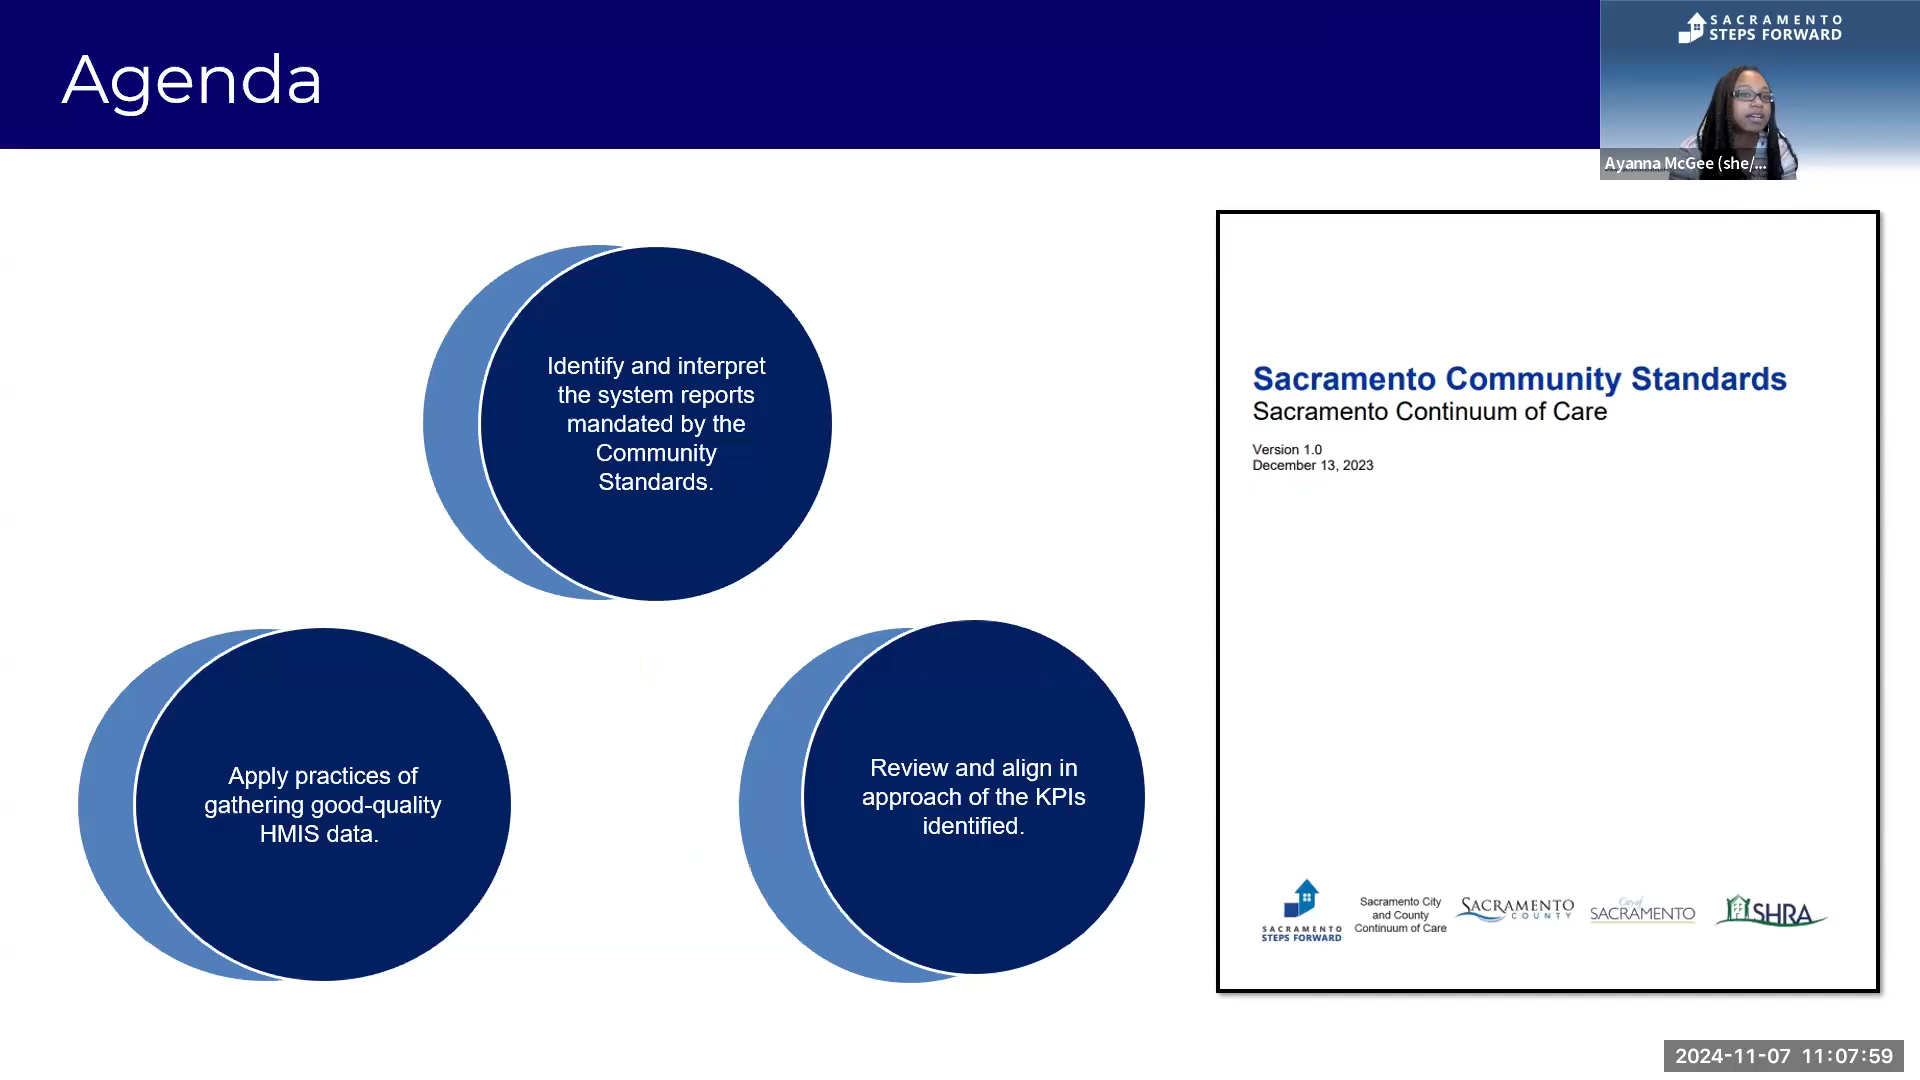 Agenda
SACRAMENTO
STEPS FORWARD
Ayanna McGee (she/...
Identify and interpret
the system reports
mandated by the
Community
Standards.
Apply practices of
gathering good-quality
HMIS data.
Review and align in
approach of the KPIs
identified.
Sacramento Community Standards
Sacramento Continuum of Care
Version 1.0
December 13, 2023
SACRAMENTO
STEPS FORWARD
Sacramento City
and County
Continuum of Care
SACRAMENTO
COUNTY
City of
SACRAMENTO
SHRA
2024-11-07 11:07:59